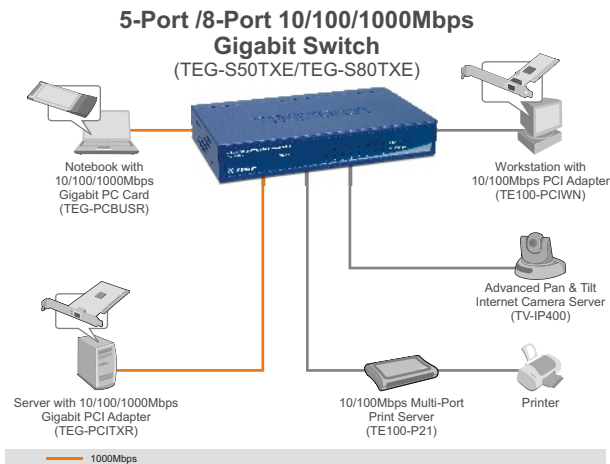 5-Port /8-Port 10/100/1000Mbps
Gigabit Switch
(TEG-S50TXE/TEG-S80TXE)
Notebook with
10/100/1000Mbps
Gigabit PC Card
(TEG-PCBUSR)
Workstation with
10/100Mbps PCI Adapter
(TE100-PCIWN)
Advanced Pan & Tilt
Internet Camera Server
(TV-IP400)
Server with 10/100/1000Mbps
Gigabit PCI Adapter
(TEG-PCITXR)
10/100Mbps Multi-Port
Print Server
(TE100-P21)
Printer
1000Mbps